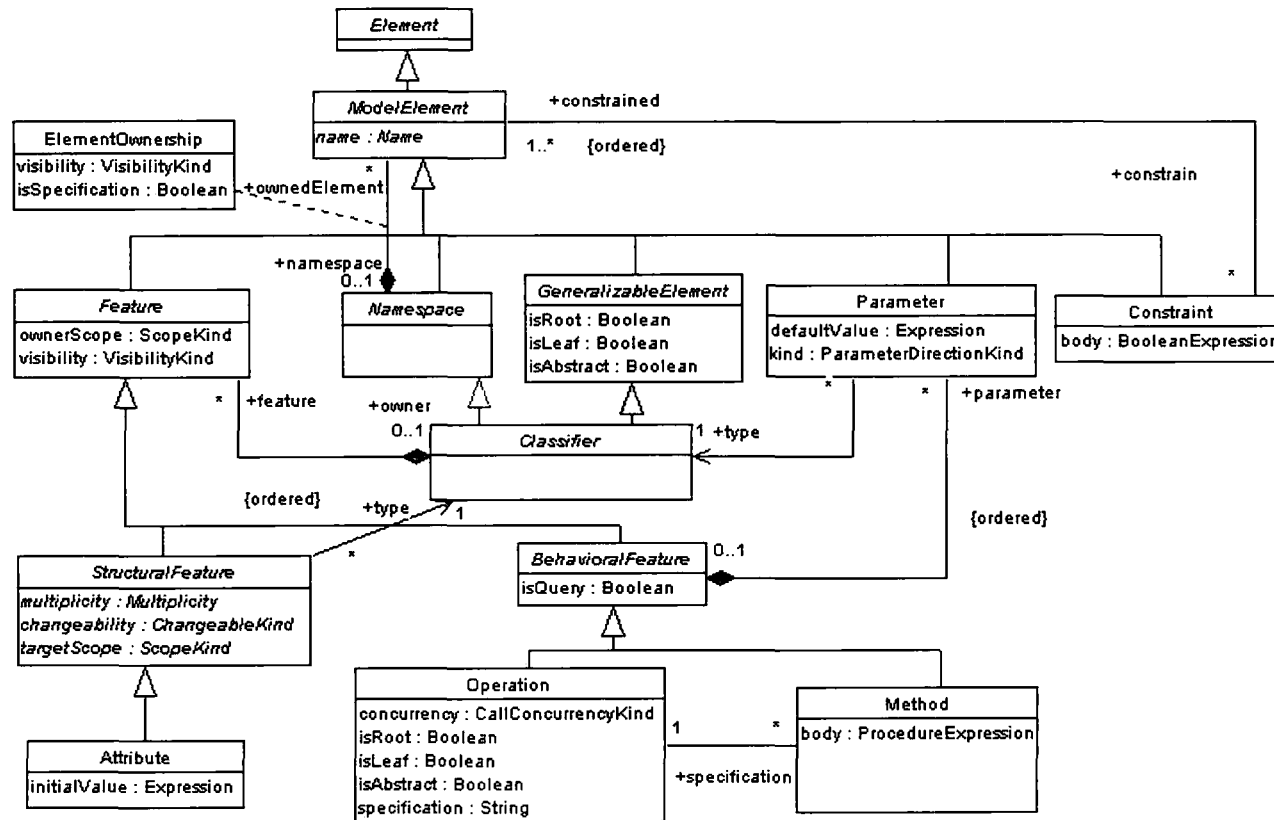 Element
ModelElement
name : Name
+constrained
1..*
{ordered}
ElementOwnership
visibility : VisibilityKind
isSpecification : Boolean
*
+ownedElement
+constrain
+namespace
0..1
*
Feature
ownerScope : ScopeKind
visibility : VisibilityKind
Namespace
GeneralizableElement
isRoot : Boolean
isLeaf : Boolean
isAbstract : Boolean
Parameter
defaultValue : Expression
kind : ParameterDirectionKind
Constraint
body : BooleanExpression
*
+feature
+owner
0..1
Classifier
1
+type
*
*
+parameter
{ordered}
+type
1
*
{ordered}
StructuralFeature
multiplicity : Multiplicity
changeability : ChangeableKind
targetScope : ScopeKind
BehavioralFeature
isQuery : Boolean
0..1
Operation
concurrency : CallConcurrencyKind
isRoot : Boolean
isLeaf : Boolean
isAbstract : Boolean
specification : String
1
*
+specification
Method
body : ProcedureExpression
Attribute
initialValue : Expression